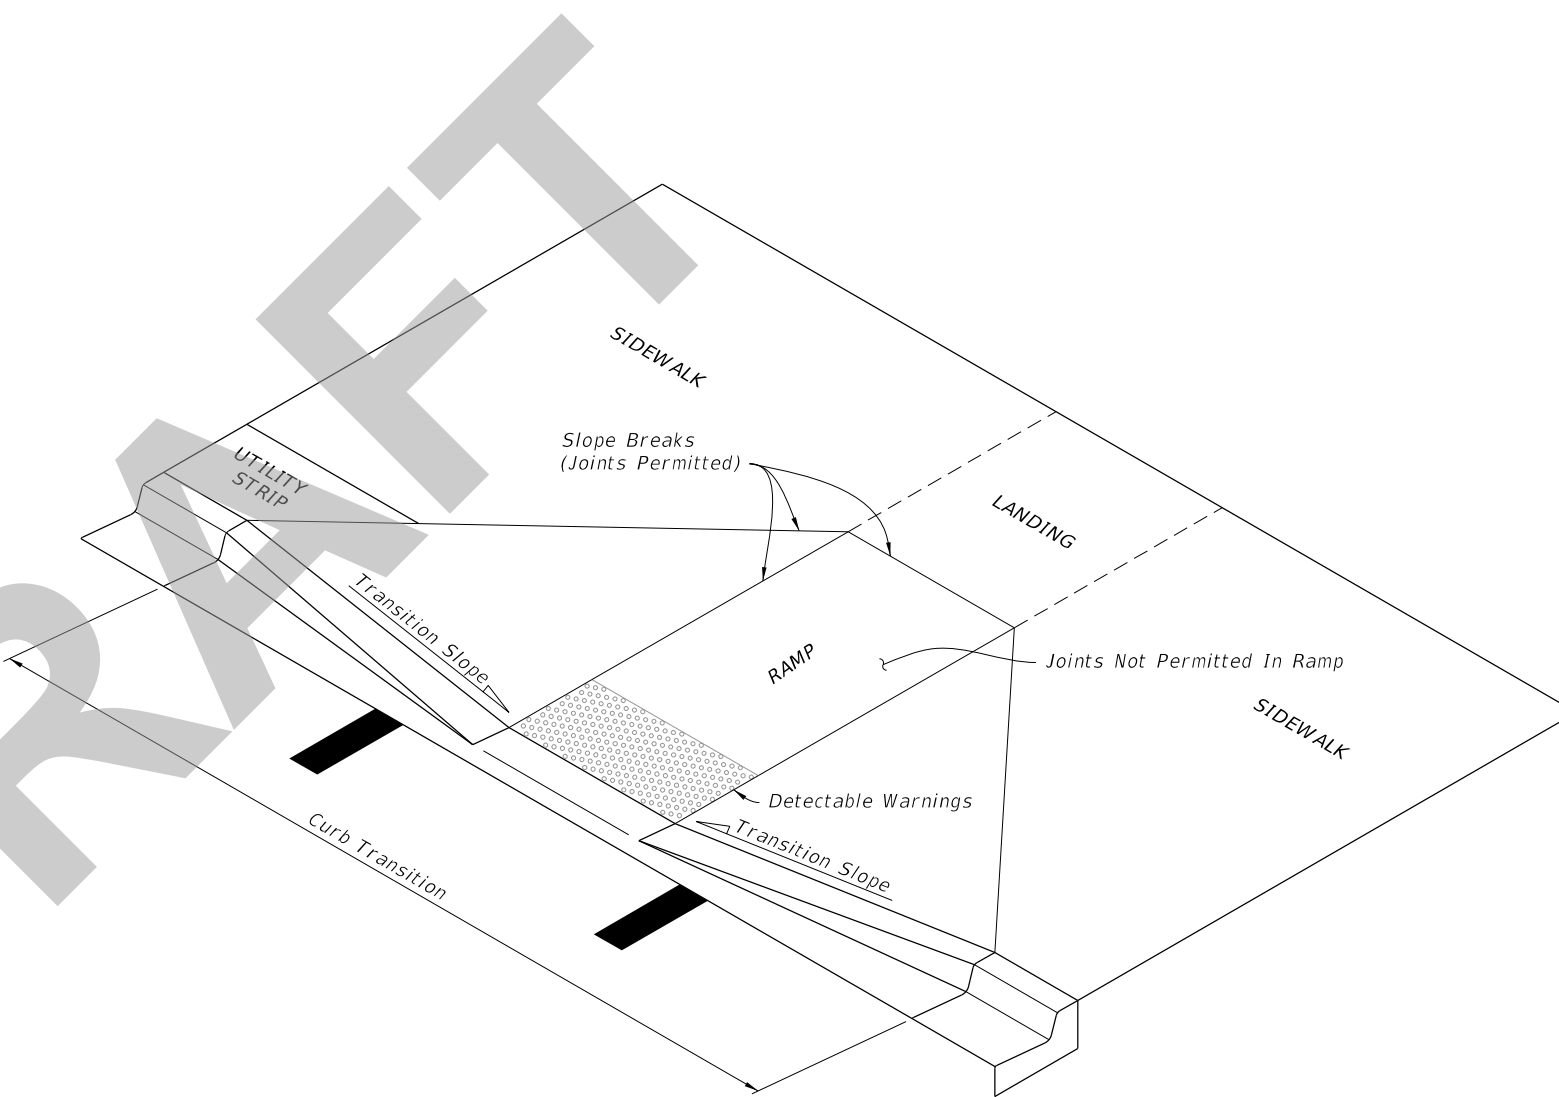 SIDEWALK
Slope Breaks
(Joints Permitted)
UTILITY
STRIP
LANDING
Transition Slope
RAMP
Joints Not Permitted In Ramp
SIDEWALK
Detectable Warnings
Transition Slope
Curb Transition
RAFT